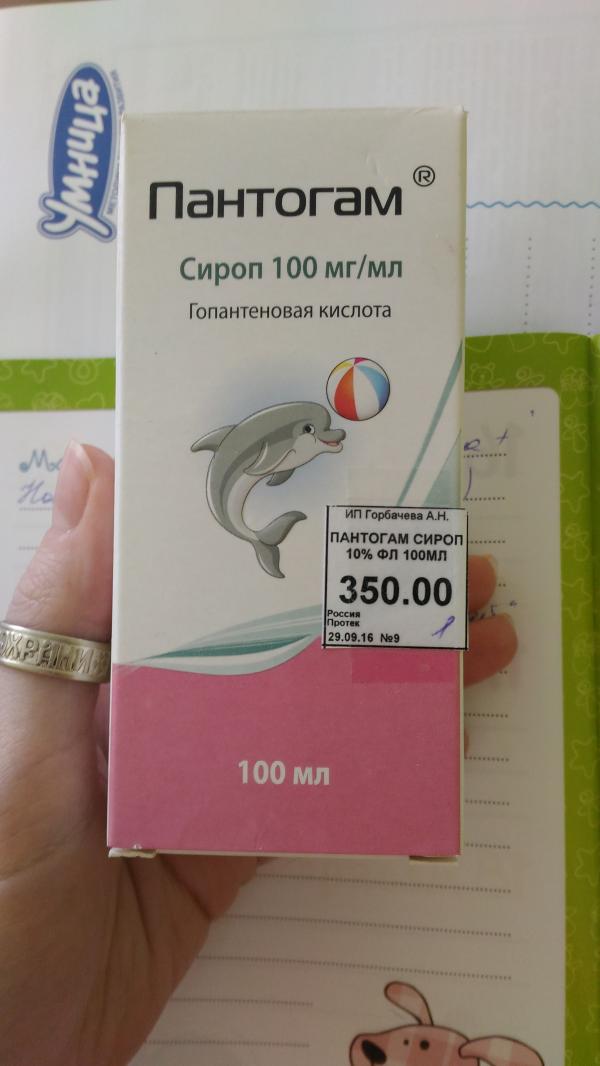 Умница
Пантогам®
Сироп 100 мг/мл
Гопантеновая кислота
ИП Горбачева А.Н.
ПАНТОГАМ СИРОП
10% ФЛ 100МЛ
350.00
Россия
Протек
29.09.16 №9
1
100 мл